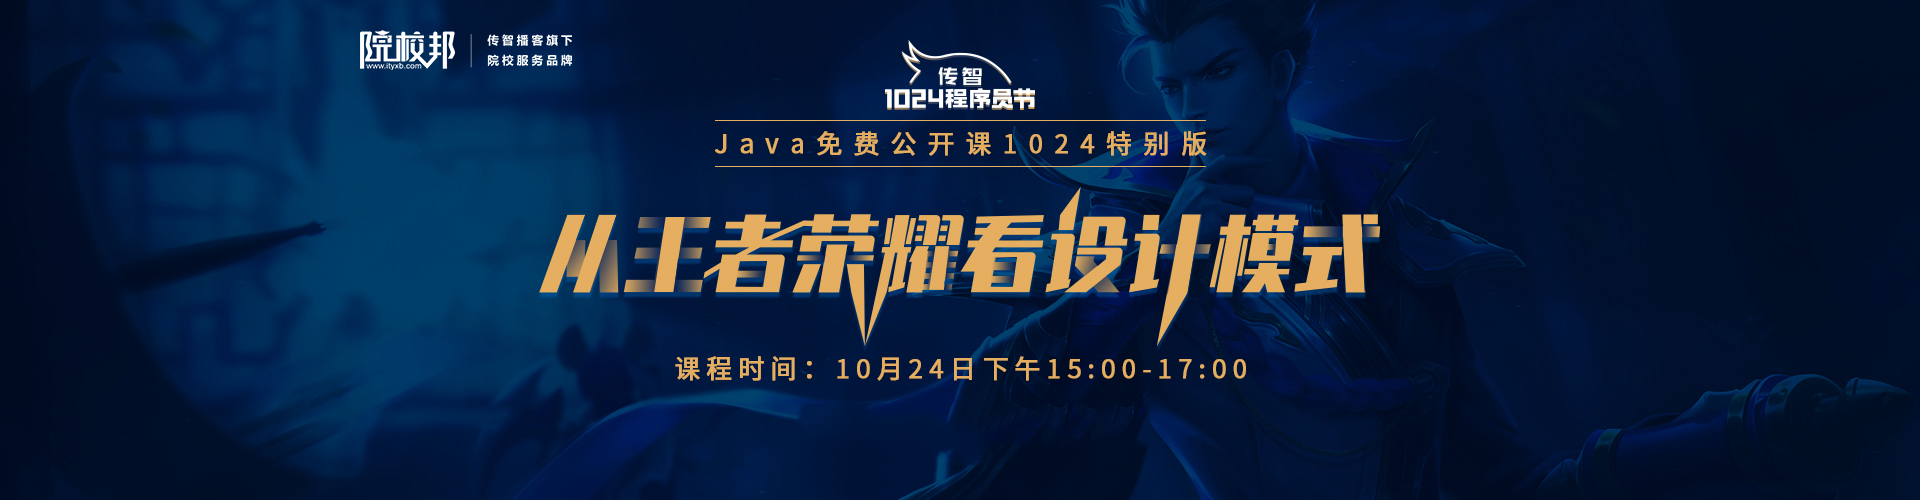 院校邦
www.ityxb.com
传智播客旗下
院校服务品牌
传智
1024程序员节
Java免费公开课1024特别版
从王者荣耀看设计模式
课程时间：10月24日下午15:00-17:00